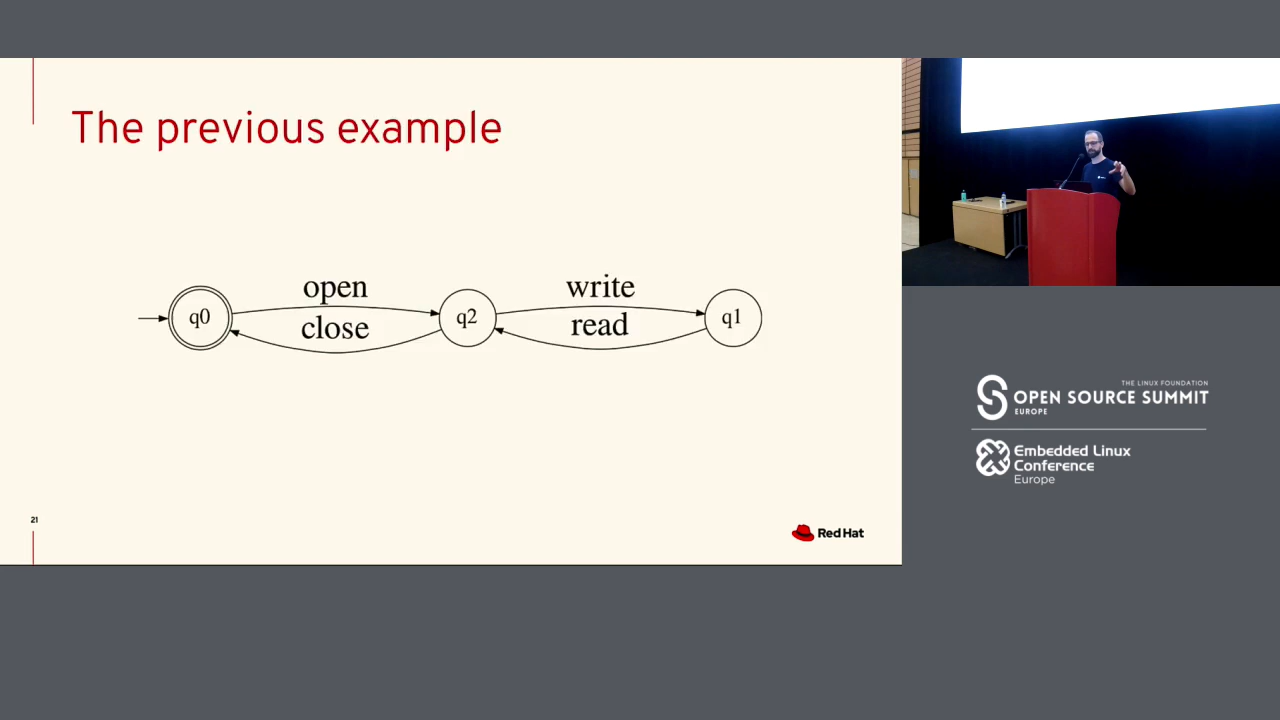 The previous example
open
write
close
read
q0
q2
q1
21
Red Hat
THE LINUX FOUNDATION
OPEN SOURCE SUMMIT
EUROPE
Embedded Linux
Conference
Europe